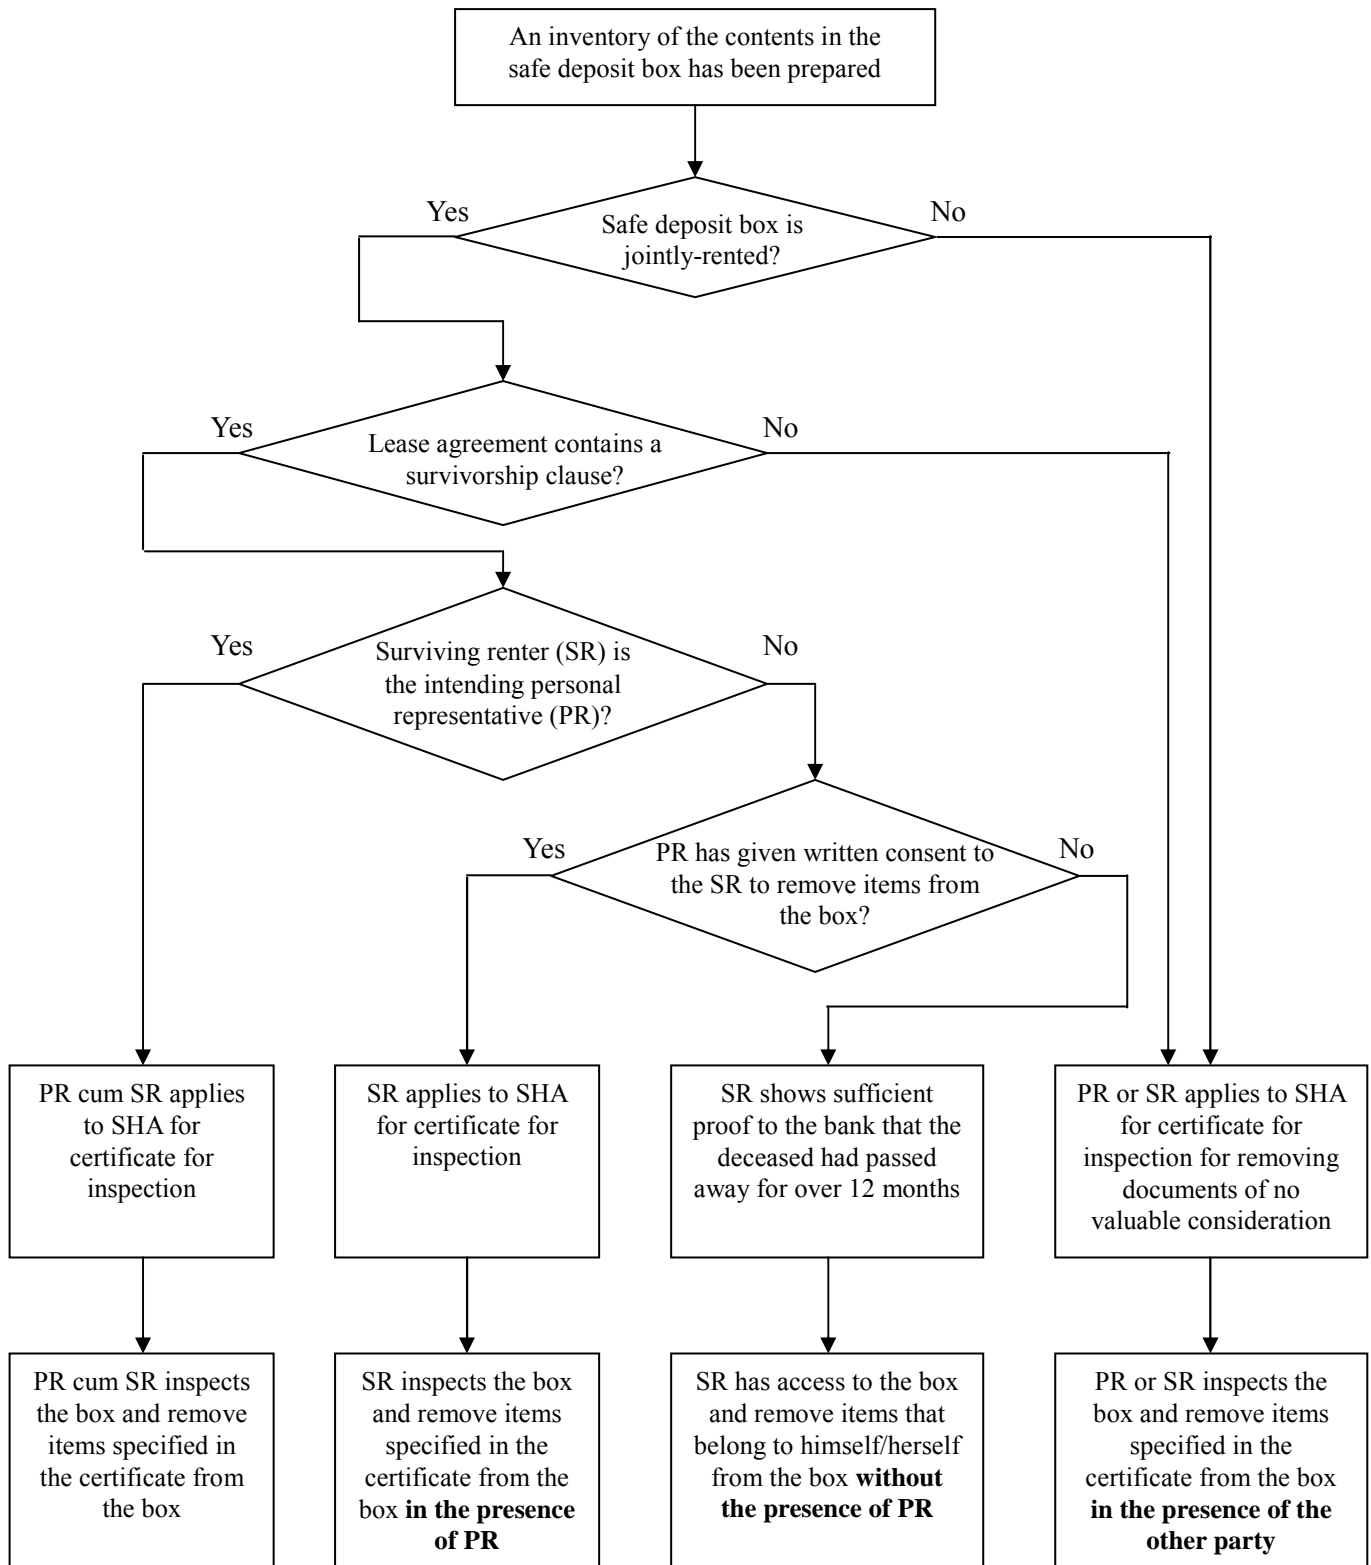 An inventory of the contents in the
safe deposit box has been prepared
Yes
No
Safe deposit box is
jointly-rented?
Yes
No
Lease agreement contains a
survivorship clause?
Yes
No
Surviving renter (SR) is
the intending personal
representative (PR)?
Yes
No
PR has given written consent to
the SR to remove items from
the box?
PR cum SR applies
to SHA for
certificate for
inspection
SR applies to SHA
for certificate for
inspection
SR shows sufficient
proof to the bank that the
deceased had passed
away for over 12 months
PR or SR applies to SHA
for certificate for
inspection for removing
documents of no
valuable consideration
PR cum SR inspects
the box and remove
items specified in
the certificate from
the box
SR inspects the box
and remove items
specified in the
certificate from the
box in the presence
of PR
SR has access to the box
and remove items that
belong to himself/herself
from the box without
the presence of PR
PR or SR inspects the
box and remove items
specified in the
certificate from the box
in the presence of the
other party